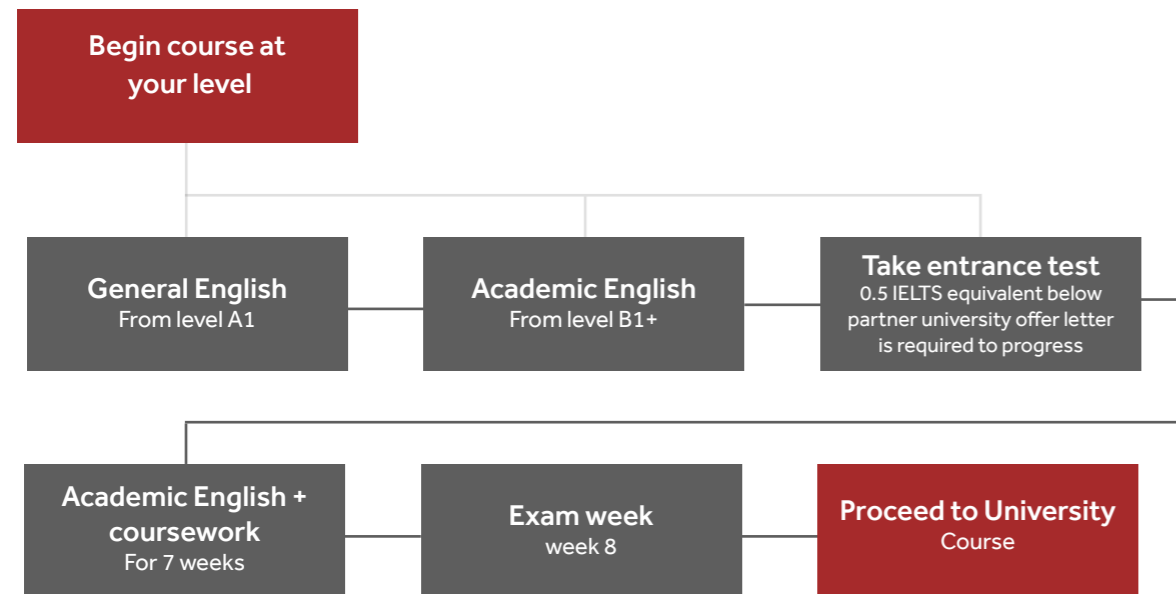 Begin course at
your level
General English
From level A1
Academic English
From level B1+
Take entrance test
0.5 IELTS equivalent below
partner university offer letter
is required to progress
Academic English +
coursework
For 7 weeks
Exam week
week 8
Proceed to University
Course